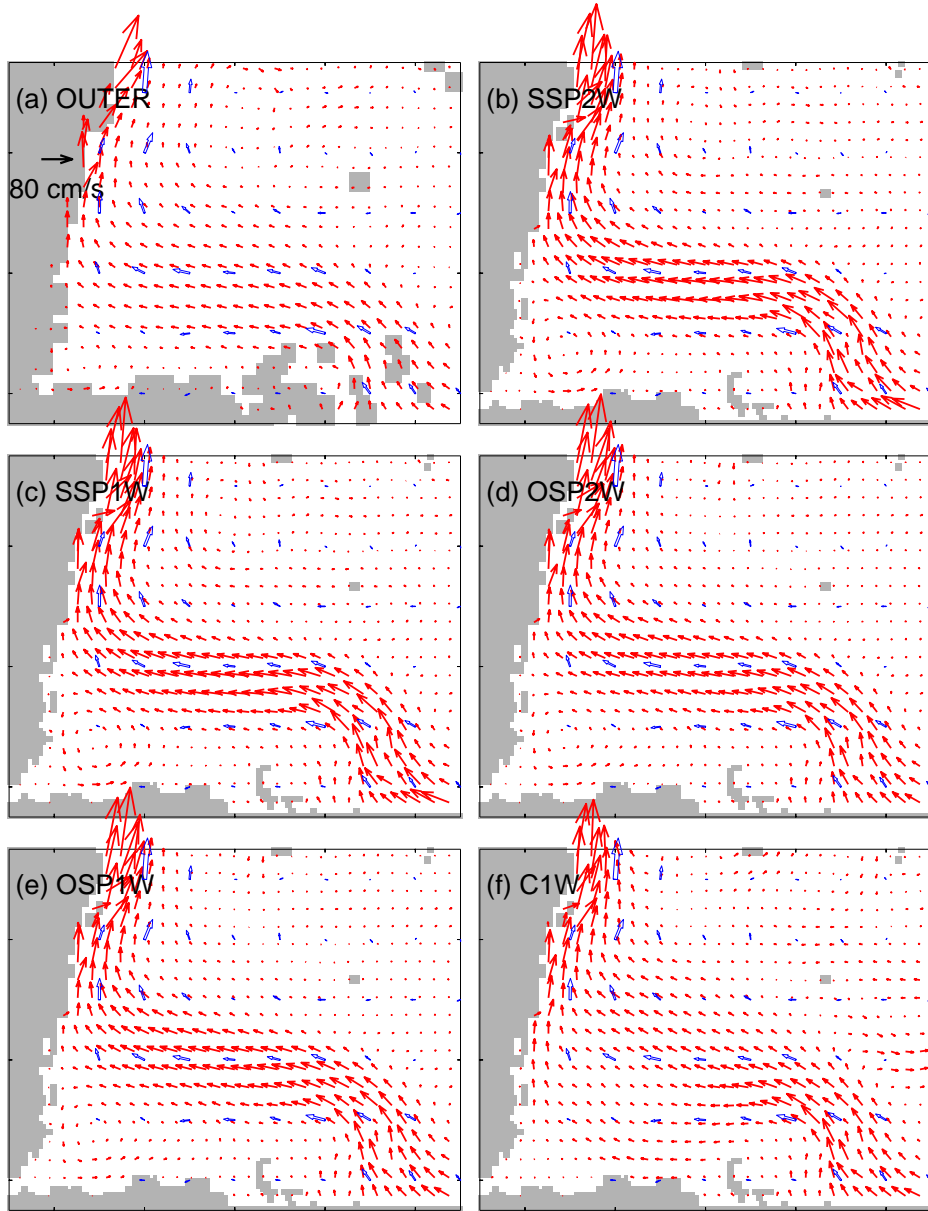 (a) OUTER
80 cm/s
(b) SSP2W
(c) SSP1W
(d) OSP2W
(e) OSP1W
(f) C1W